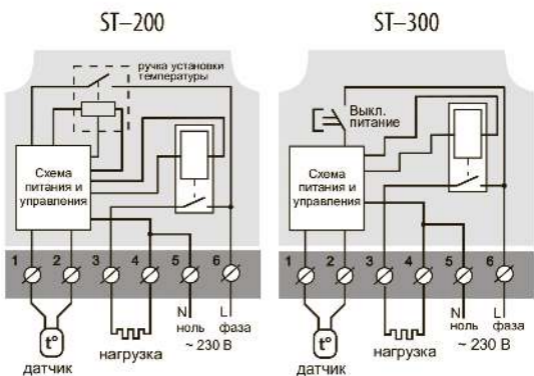 ST–200
ручка установки
температуры
Схема
питания и
управления
1 2 3 4 5 6
N L
ноль фаза
~ 230 В
нагрузка
t°
датчик
ST–300
Выкл.
питание
Схема
питания и
управления
1 2 3 4 5 6
N L
ноль фаза
~ 230 В
нагрузка
t°
датчик